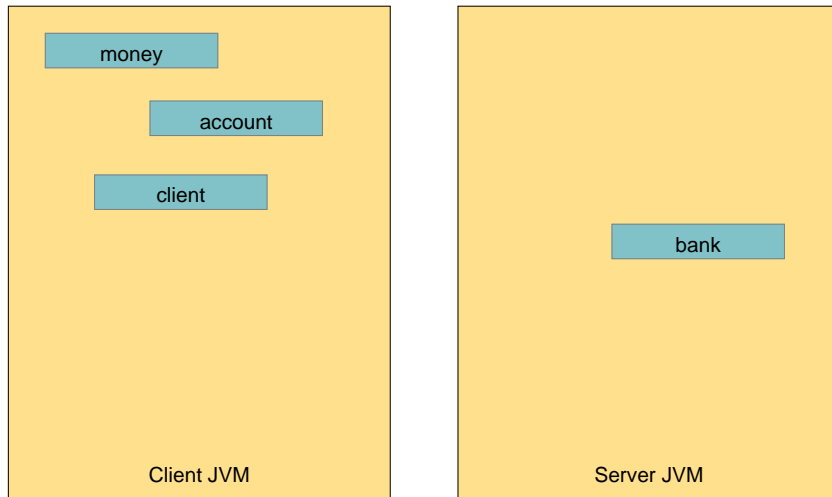 money
account
client
bank
Client JVM
Server JVM